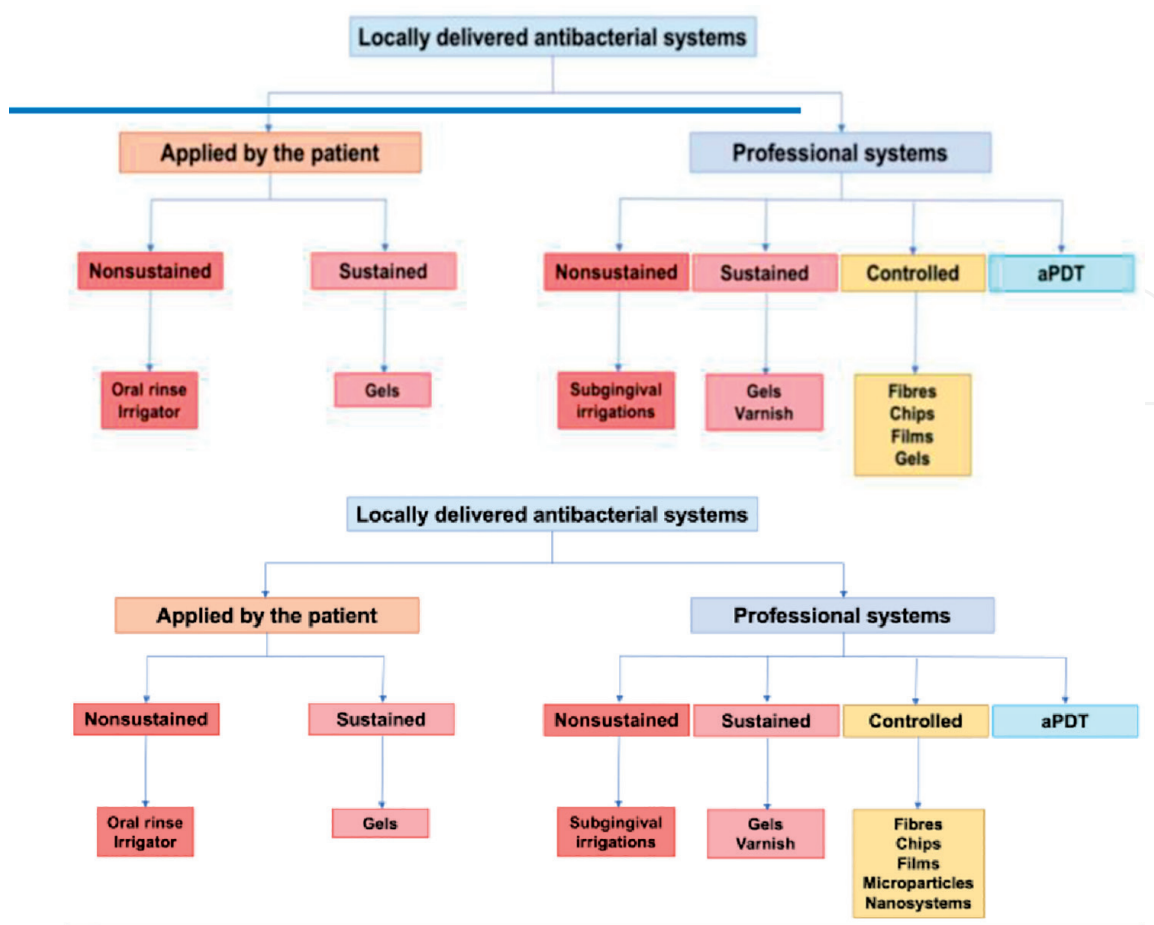 Locally delivered antibacterial systems
Applied by the patient
Professional systems
Nonsustained
Sustained
Nonsustained
Sustained
Controlled
aPDT
Oral rinse
Irrigator
Gels
Subgingival
irrigations
Gels
Varnish
Fibres
Chips
Films
Gels
Locally delivered antibacterial systems
Applied by the patient
Professional systems
Nonsustained
Sustained
Nonsustained
Sustained
Controlled
aPDT
Oral rinse
Irrigator
Gels
Subgingival
irrigations
Gels
Varnish
Fibres
Chips
Films
Microparticles
Nanosystems